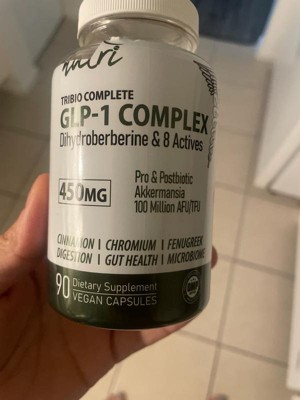 nutri
TRIBIO COMPLETE
GLP-1 COMPLEX
Dihydroberberine & 8 Actives
450MG
Pro & Postbiotic
Akkermansia
100 Million AFU/TFU
CINNAMON | CHROMIUM | FENUGREEK
DIGESTION | GUT HEALTH | MICROBIOME
90 Dietary Supplement
VEGAN CAPSULES